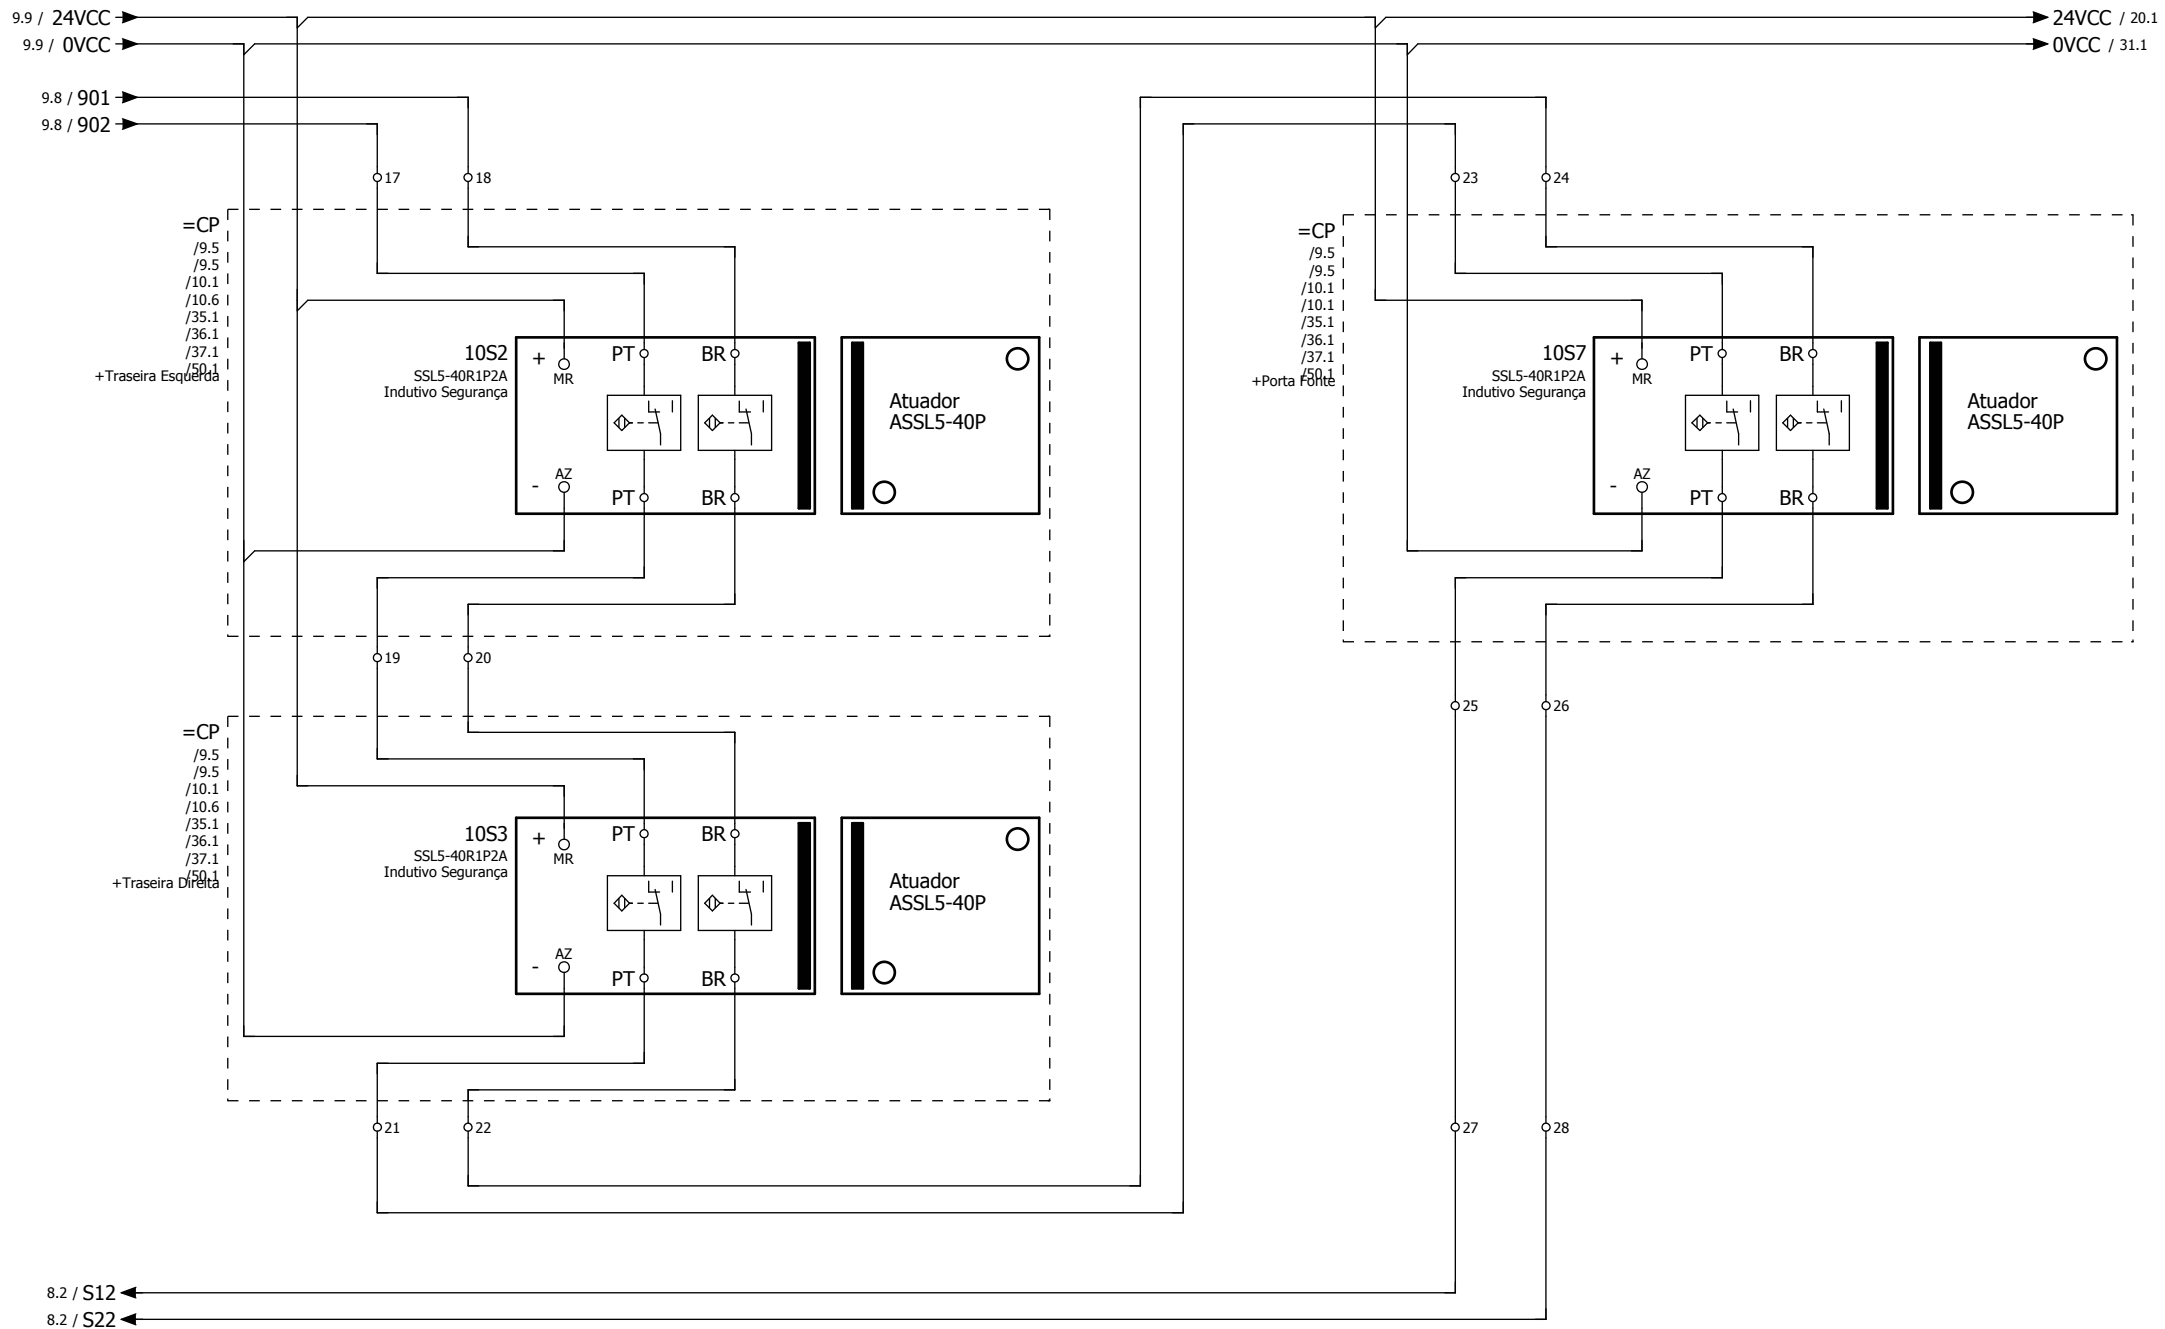 9.9 / 24VCC
9.9 / 0VCC
24VCC / 20.1
0VCC / 31.1
9.8 / 901
9.8 / 902
17
18
23
24
=CP
/9.5
/9.5
/10.1
/10.6
/35.1
/36.1
/37.1
/50.1
+Traseira Esquerda
10S2
SSL5-40R1P2A
Indutivo Segurança
+
MR
PT
BR
-
AZ
PT
BR
Atuador
ASSL5-40P
=CP
/9.5
/9.5
/10.1
/10.1
/35.1
/36.1
/37.1
/50.1
+Porta Fonte
10S7
SSL5-40R1P2A
Indutivo Segurança
+
MR
PT
BR
-
AZ
PT
BR
Atuador
ASSL5-40P
19
20
25
26
=CP
/9.5
/9.5
/10.1
/10.6
/35.1
/36.1
/37.1
/50.1
+Traseira Direita
10S3
SSL5-40R1P2A
Indutivo Segurança
+
MR
PT
BR
-
AZ
PT
BR
Atuador
ASSL5-40P
21
22
27
28
8.2 / S12
8.2 / S22